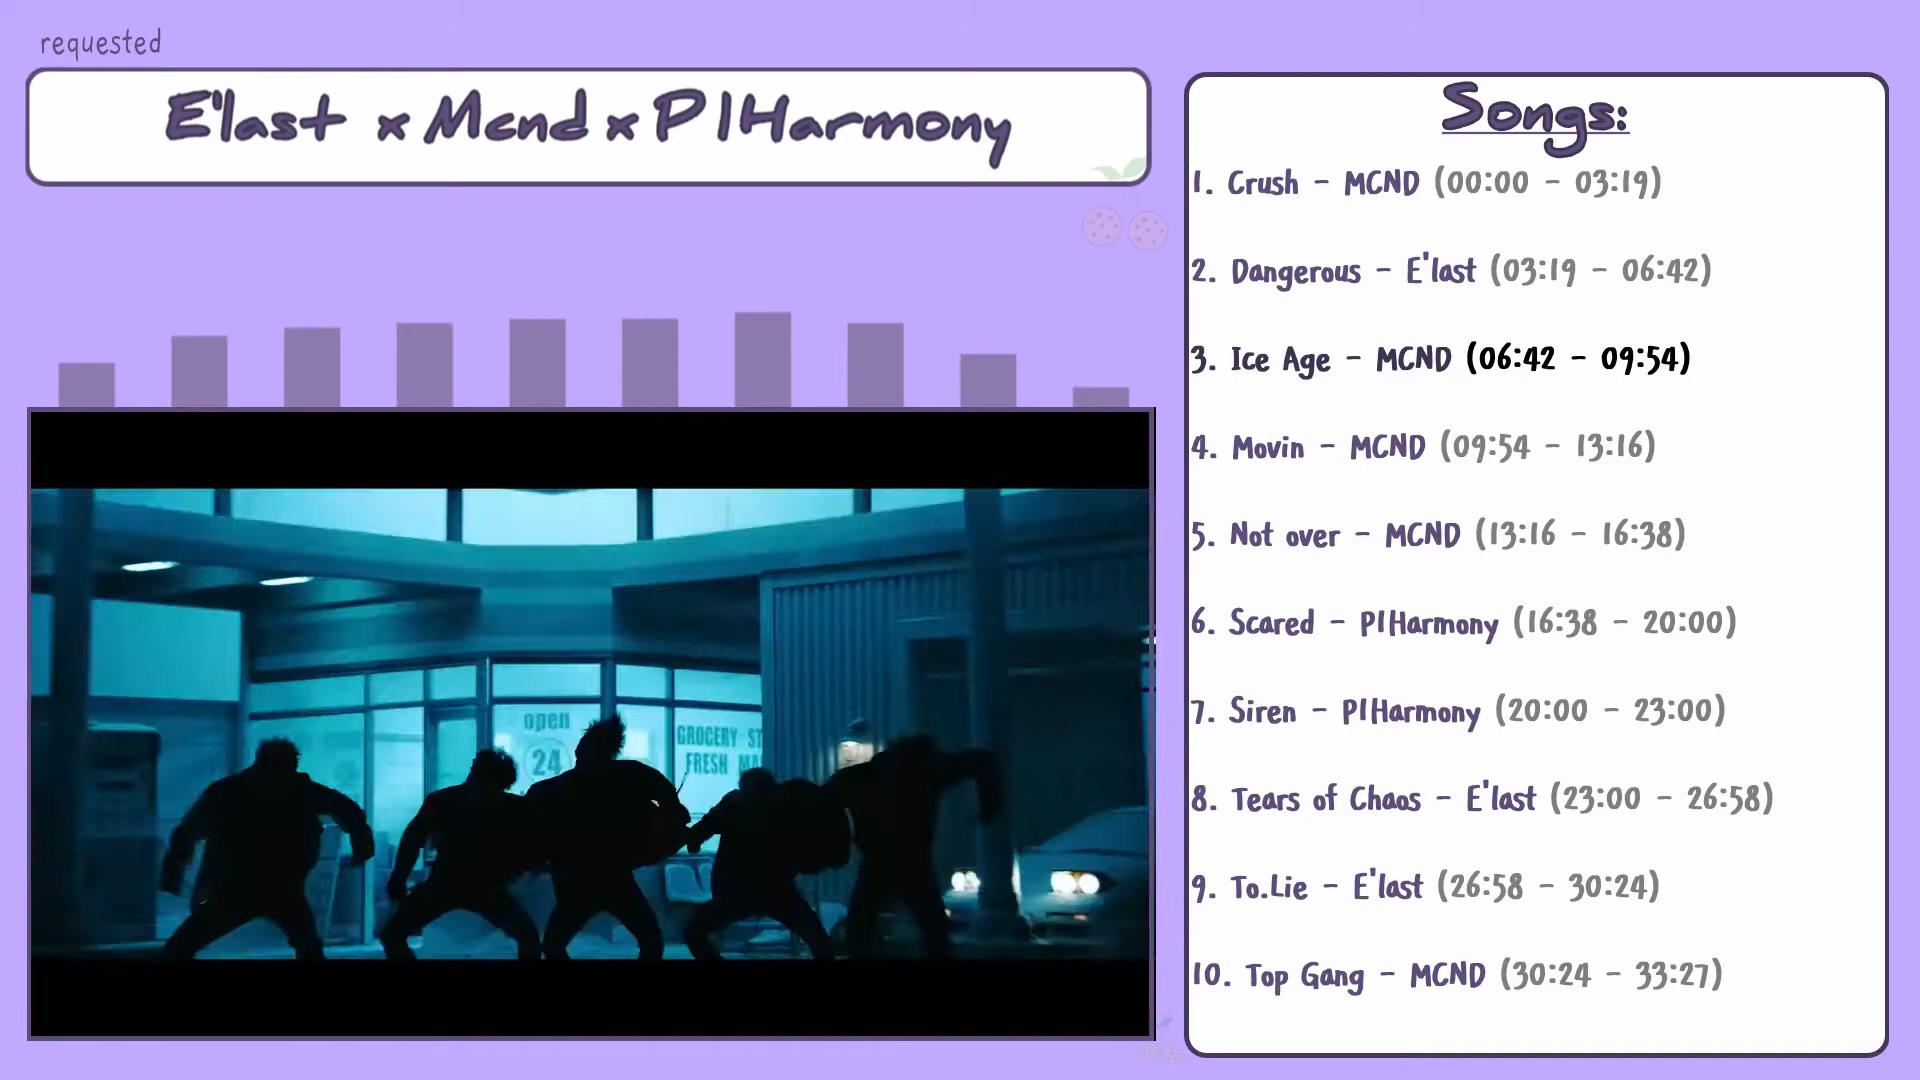 requested
E'last x Mcnd x P1Harmony
Songs:
1. Crush - MCND (00:00 - 03:19)
2. Dangerous - E'last (03:19 - 06:42)
3. Ice Age - MCND (06:42 - 09:54)
4. Movin - MCND (09:54 - 13:16)
5. Not over - MCND (13:16 - 16:38)
6. Scared - P1Harmony (16:38 - 20:00)
7. Siren - P1Harmony (20:00 - 23:00)
8. Tears of Chaos - E'last (23:00 - 26:58)
9. To.Lie - E'last (26:58 - 30:24)
10. Top Gang - MCND (30:24 - 33:27)
open
24
GROCERY ST
FRESH MA